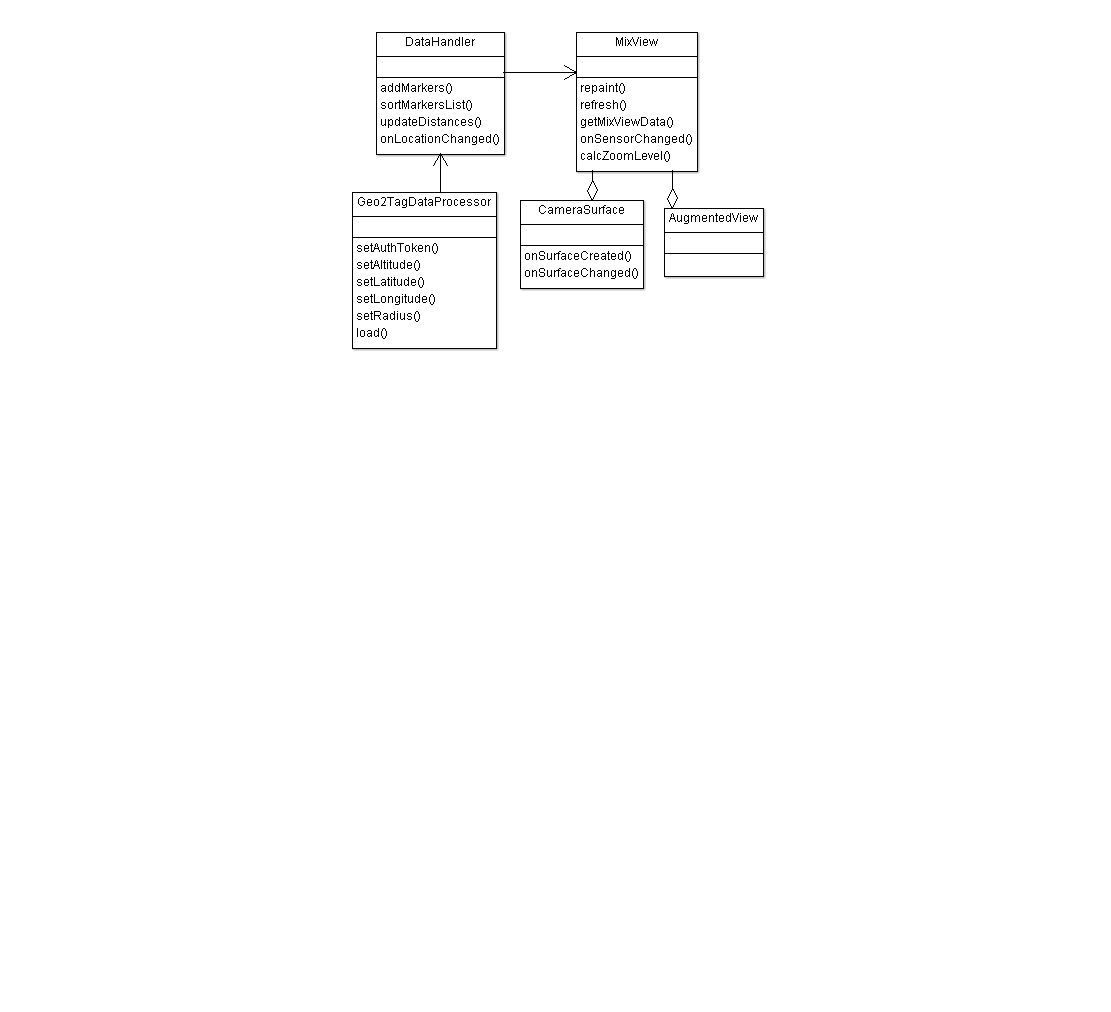 DataHandler
addMarkers()
sortMarkersList()
updateDistances()
onLocationChanged()
MixView
repaint()
refresh()
getMixViewData()
onSensorChanged()
calcZoomLevel()
Geo2TagDataProcessor
setAuthToken()
setAltitude()
setLatitude()
setLongitude()
setRadius()
load()
CameraSurface
onSurfaceCreated()
onSurfaceChanged()
AugmentedView